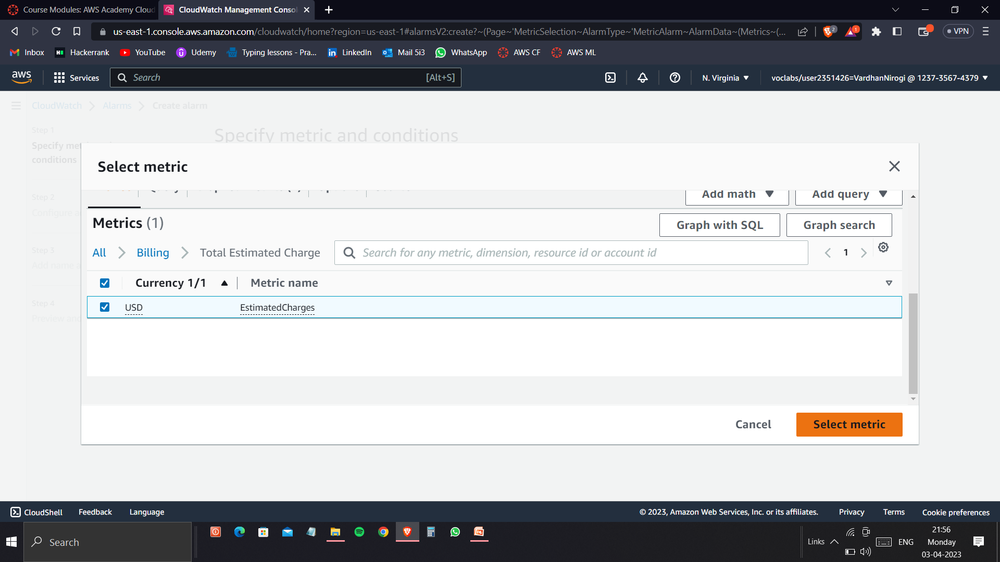 Course Modules: AWS Academy Cloud
CloudWatch Management Consol
us-east-1.console.aws.amazon.com/cloudwatch/home?region=us-east-1#alarmsV2:create?~(Page~'MetricSelection~AlarmType~'MetricAlarm~AlarmData~(Metrics~(...
2
1
VPN
Inbox
Hackerrank
YouTube
Udemy
Typing lessons - Pra...
LinkedIn
Mail 5i3
WhatsApp
AWS CF
AWS ML
aws
Services
Search
[Alt+S]
N. Virginia
voclabs/user2351426=VardhanNirogi @ 1237-3567-4379
CloudWatch
Alarms
Create alarm
Step 1
Specify met
conditions
Specify metric and conditions
Step 2
Configure a
Step 3
Add name a
Step 4
Preview and
Select metric
Add math
Add query
Metrics (1)
Graph with SQL
Graph search
All
Billing
Total Estimated Charge
Search for any metric, dimension, resource id or account id
1
Currency 1/1
Metric name
USD
EstimatedCharges
Cancel
Select metric
CloudShell
Feedback
Language
© 2023, Amazon Web Services, Inc. or its affiliates.
Privacy
Terms
Cookie preferences
Search
Links
ENG
21:56
Monday
03-04-2023